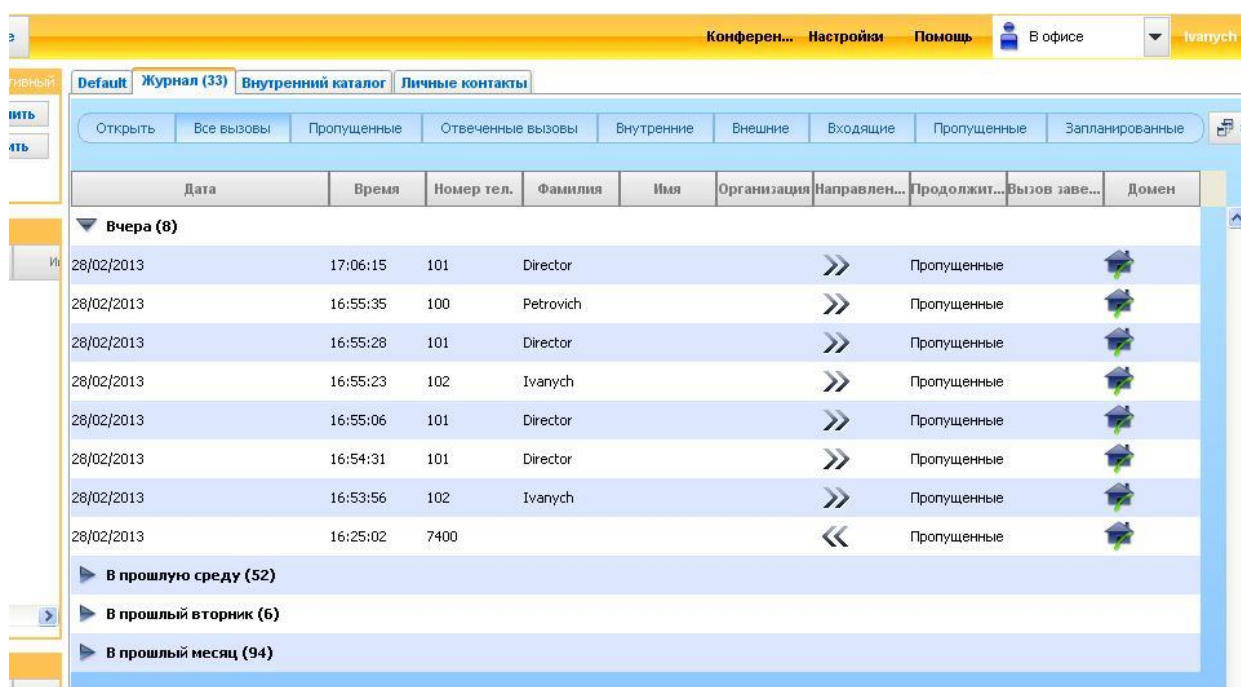 Конферен... Настройки Помощь В офисе Ivanych
Default Журнал (33) Внутренний каталог Личные контакты
Открыть Все вызовы Пропущенные Отвеченные вызовы Внутренние Внешние Входящие Пропущенные Запланированные
Дата Время Номер тел. Фамилия Имя Организация Направлен... Продолжит... Вызов заве... Домен
Вчера (8)
28/02/2013 17:06:15 101 Director Пропущенные
28/02/2013 16:55:35 100 Petrovich Пропущенные
28/02/2013 16:55:28 101 Director Пропущенные
28/02/2013 16:55:23 102 Ivanych Пропущенные
28/02/2013 16:55:06 101 Director Пропущенные
28/02/2013 16:54:31 101 Director Пропущенные
28/02/2013 16:53:56 102 Ivanych Пропущенные
28/02/2013 16:25:02 7400 Пропущенные
В прошлую среду (52)
В прошлый вторник (6)
В прошлый месяц (94)